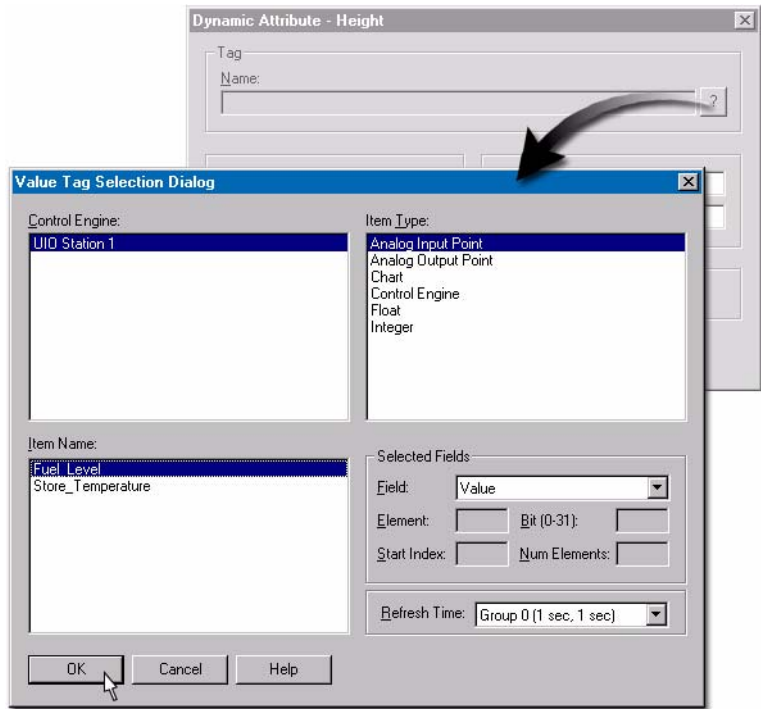 Dynamic Attribute - Height
Tag
Name:
?
Value Tag Selection Dialog
Control Engine:
UIO Station 1
Item Type:
Analog Input Point
Analog Output Point
Chart
Control Engine
Float
Integer
Item Name:
Fuel_Level
Store_Temperature
Selected Fields
Field: Value
Element: Bit (0-31):
Start Index: Num Elements:
Refresh Time: Group 0 (1 sec, 1 sec)
OK Cancel Help